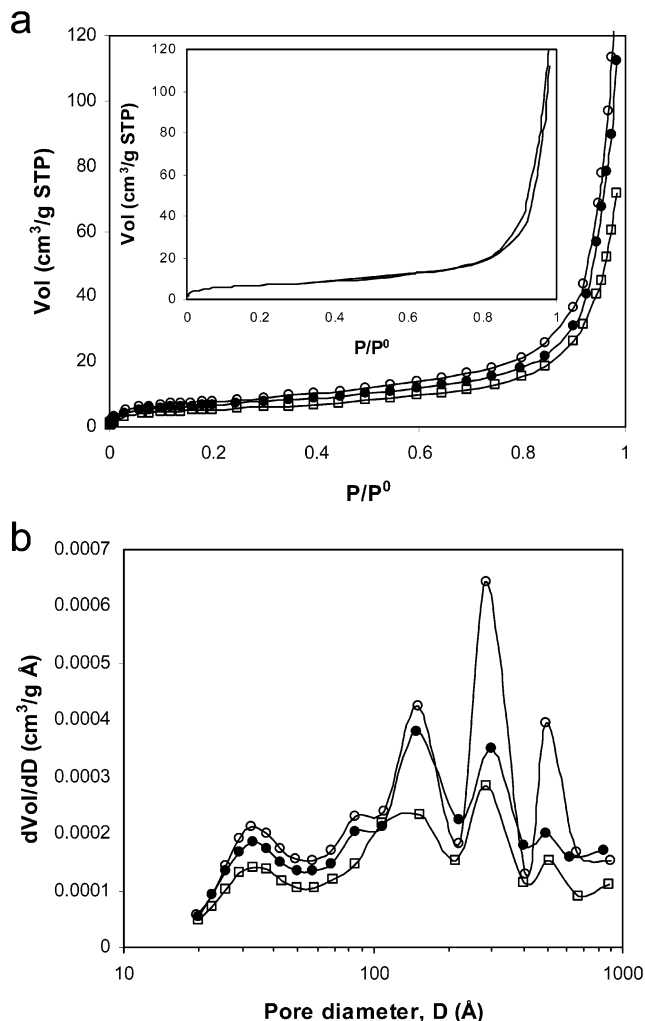 a
120
100
80
60
40
20
0
Vol (cm³/g STP)
0 0.2 0.4 0.6 0.8 1
P/P⁰
120
100
80
60
40
20
0
Vol (cm³/g STP)
0 0.2 0.4 0.6 0.8 1
P/P⁰
b
0.0007
0.0006
0.0005
0.0004
0.0003
0.0002
0.0001
0
dVol/dD (cm³/g Å)
10 100 1000
Pore diameter, D (Å)